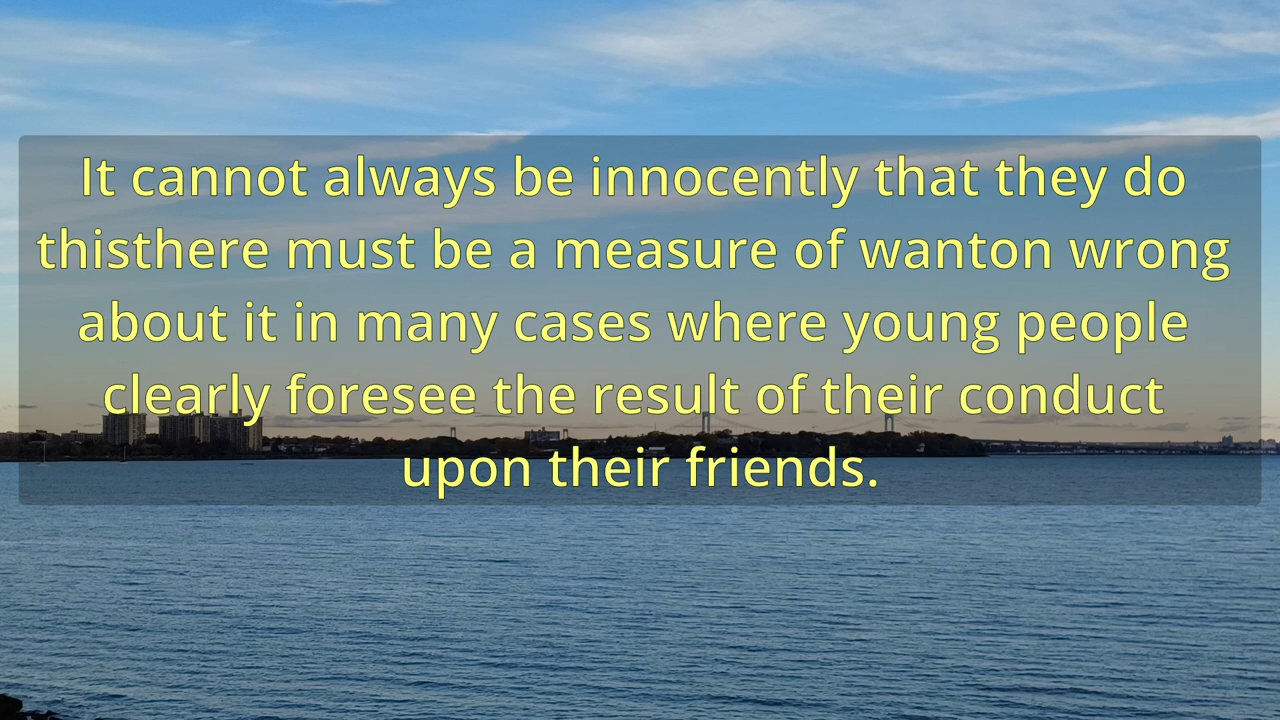 It cannot always be innocently that they do
thisthere must be a measure of wanton wrong
about it in many cases where young people
clearly foresee the result of their conduct
upon their friends.